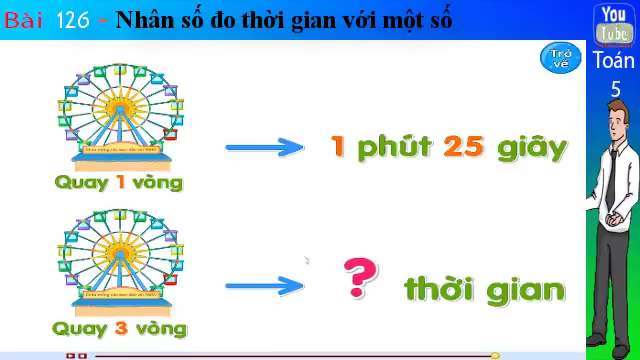 Bài 126 - Nhân số đo thời gian với một số
You
Tube
Trở
về
Toán
5
1 phút 25 giây
Quay 1 vòng
? thời gian
Quay 3 vòng